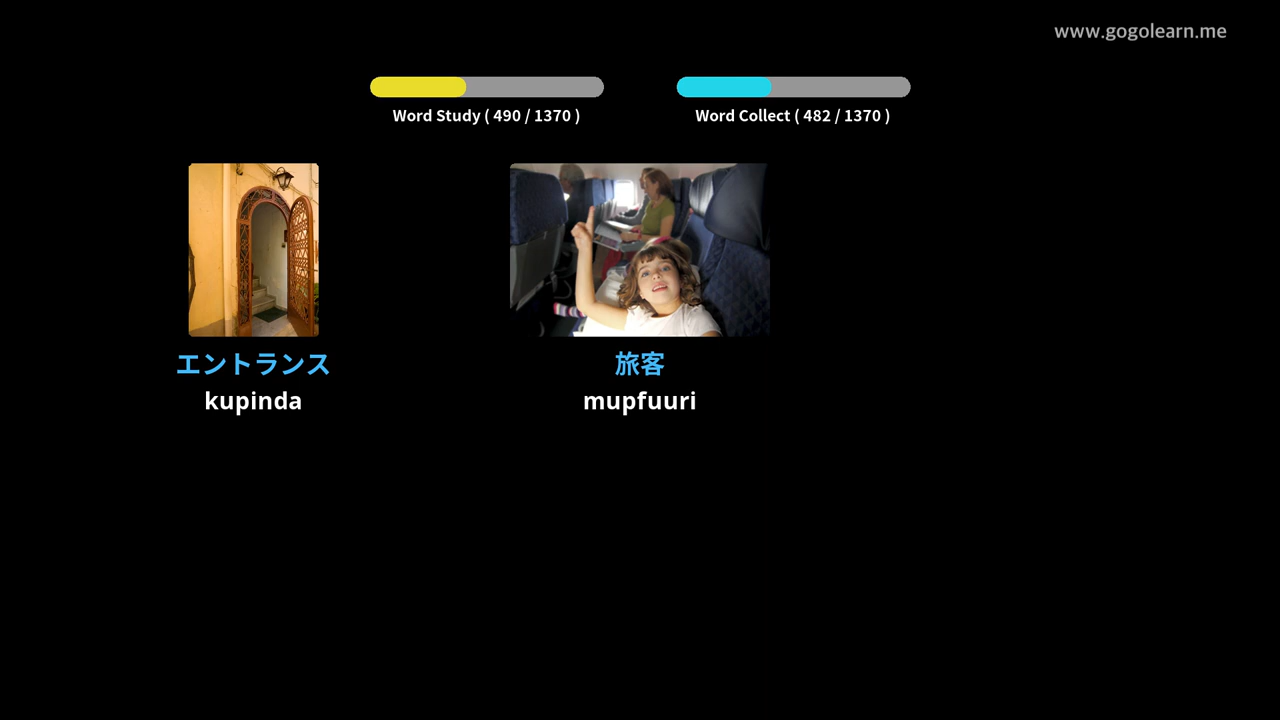 www.gogolearn.me
Word Study ( 490 / 1370 )
Word Collect ( 482 / 1370 )
エントランス
kupinda
旅客
mupfuuri